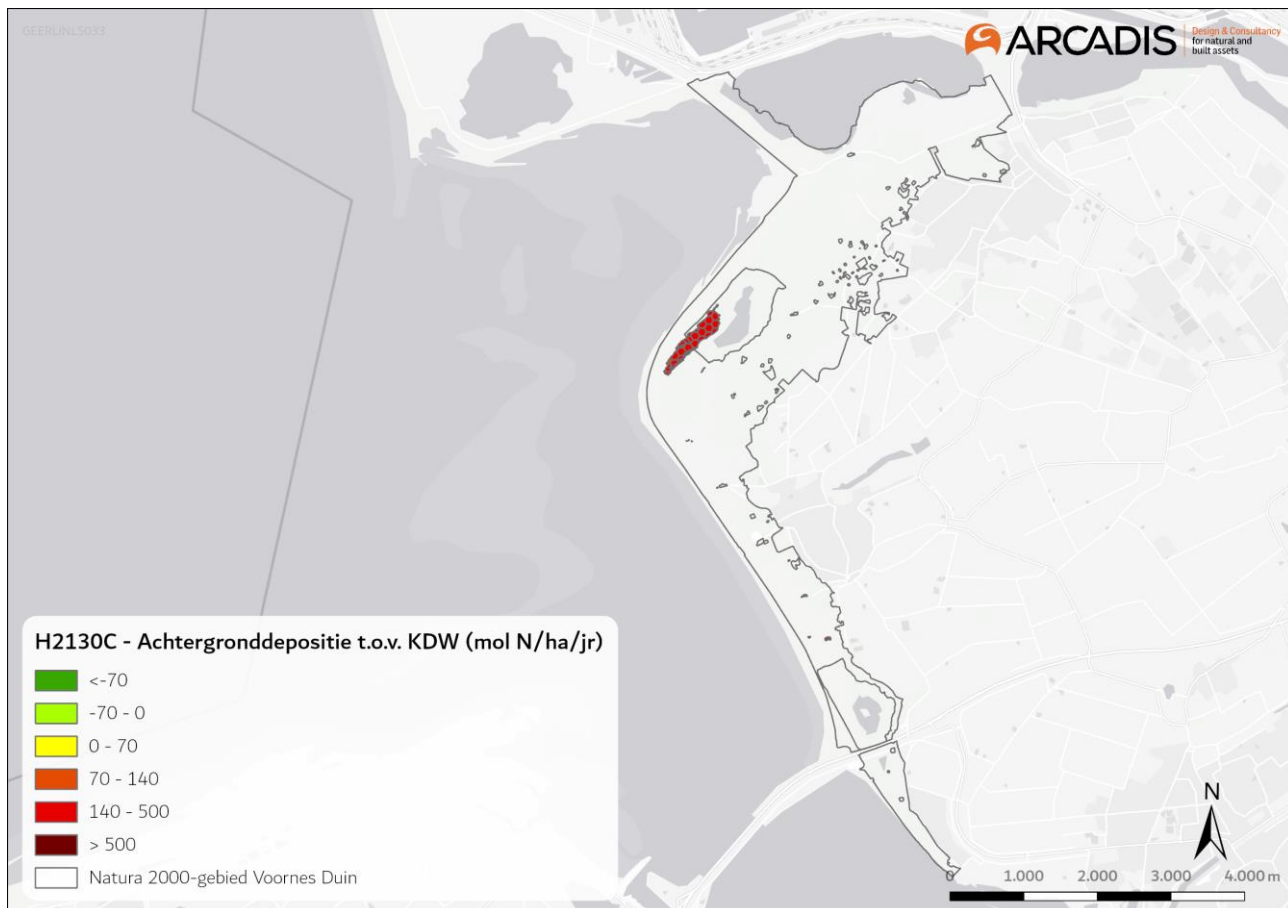 GEERLINLS033
ARCADIS
Design & Consultancy
for natural and
built assets
H2130C - Achtergronddepositie t.o.v. KDW (mol N/ha/jr)
<-70
-70 - 0
0 - 70
70 - 140
140 - 500
> 500
Natura 2000-gebied Voornes Duin
N
0 1.000 2.000 3.000 4.000 m